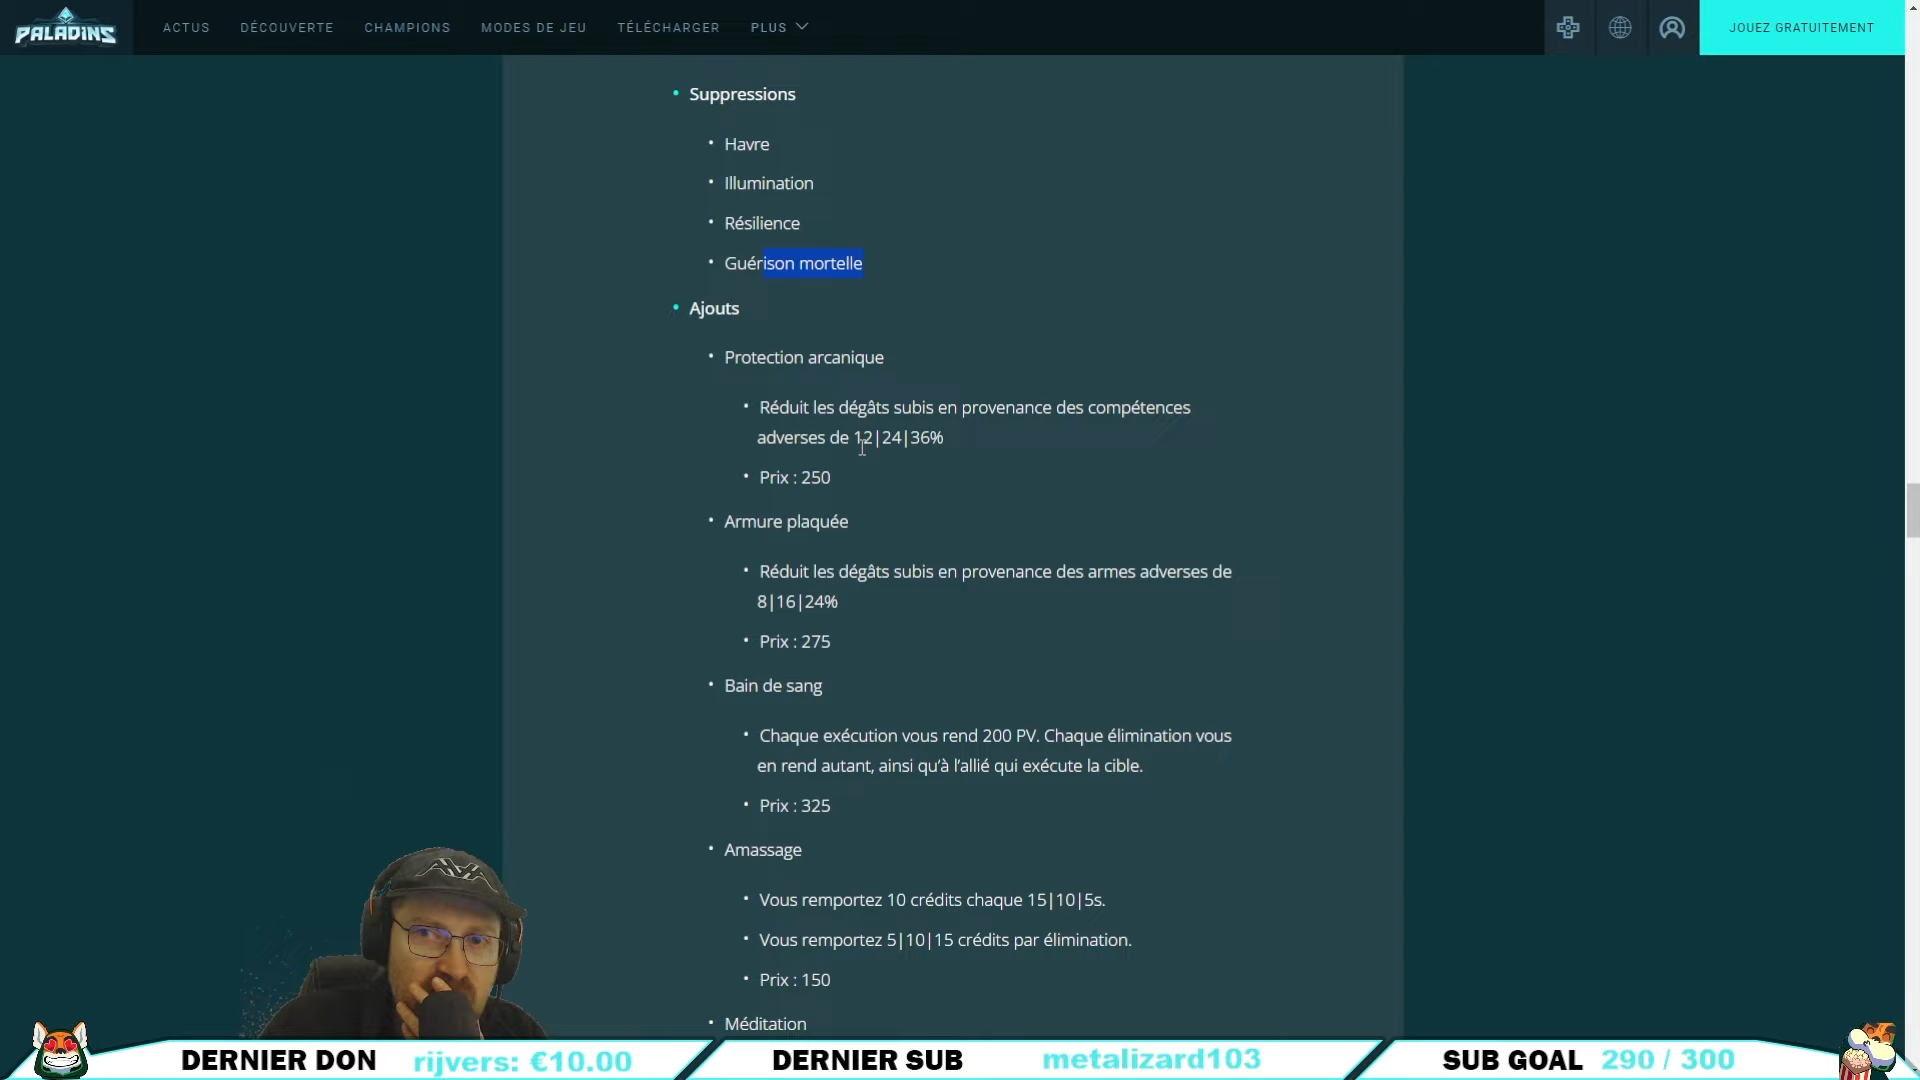 PALADINS
ACTUS
DÉCOUVERTE
CHAMPIONS
MODES DE JEU
TÉLÉCHARGER
PLUS
JOUEZ GRATUITEMENT
• Suppressions
• Havre
• Illumination
• Résilience
• Guérison mortelle
• Ajouts
• Protection arcanique
• Réduit les dégâts subis en provenance des compétences
adverses de 12|24|36%
• Prix : 250
• Armure plaquée
• Réduit les dégâts subis en provenance des armes adverses de
8|16|24%
• Prix : 275
• Bain de sang
• Chaque exécution vous rend 200 PV. Chaque élimination vous
en rend autant, ainsi qu’à l’allié qui exécute la cible.
• Prix : 325
• Amassage
• Vous remportez 10 crédits chaque 15|10|5s.
• Vous remportez 5|10|15 crédits par élimination.
• Prix : 150
• Méditation
DERNIER DON rijvers: €10.00
DERNIER SUB metalizard103
SUB GOAL 290 / 300